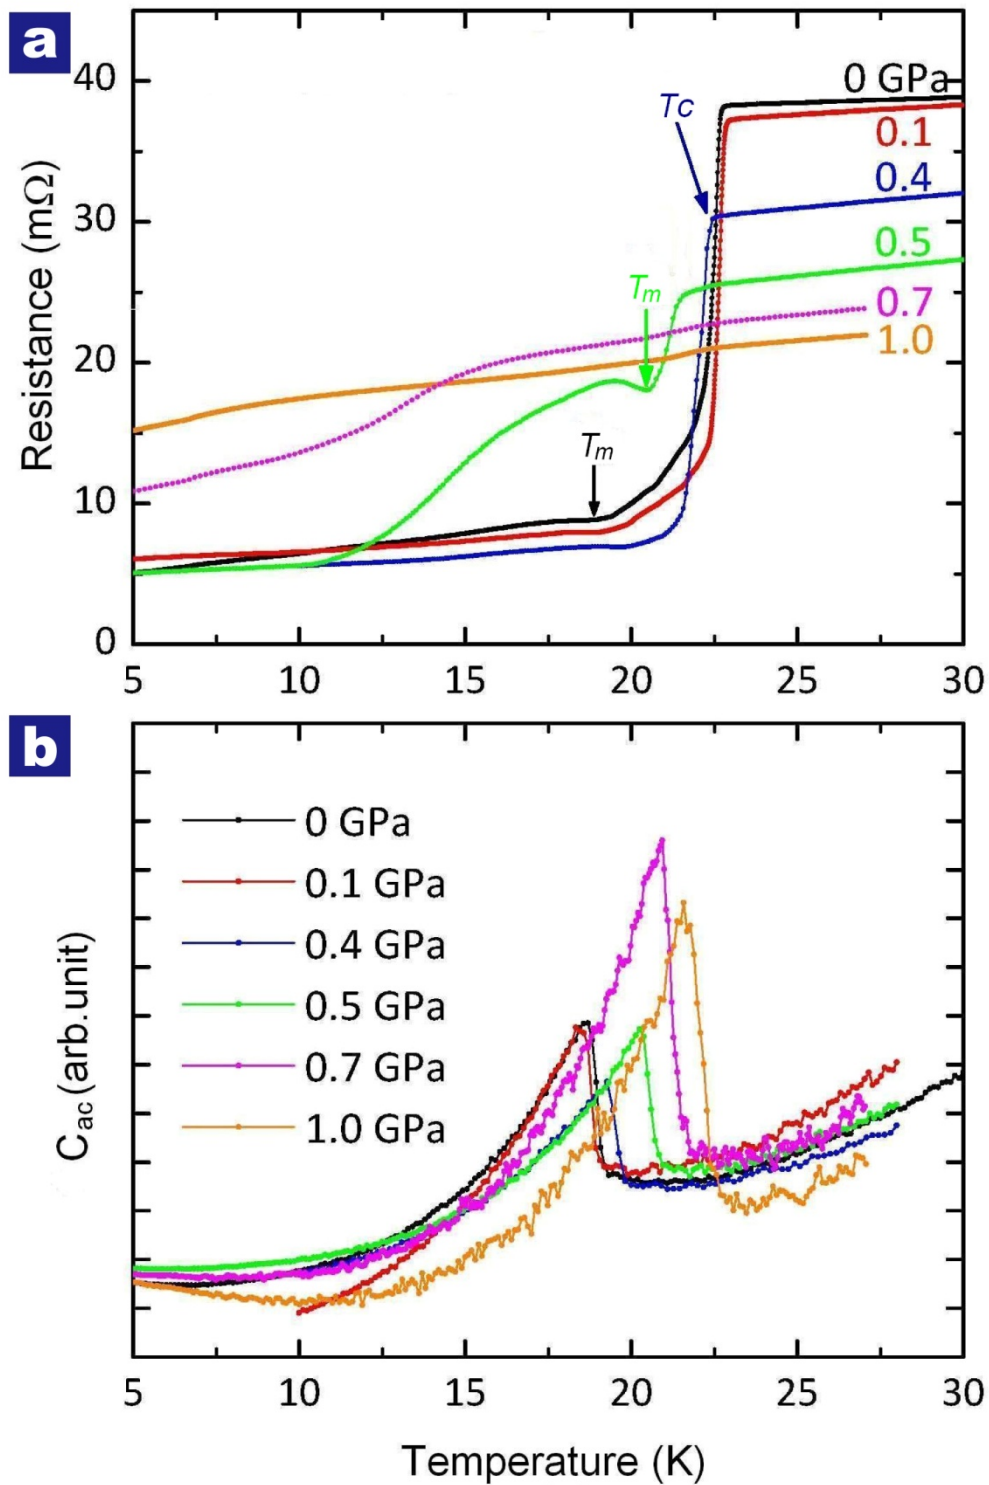 a
Resistance (mΩ)
40
30
20
10
0
0 GPa
0.1
0.4
0.5
0.7
1.0
Tc
Tm
Tm
5 10 15 20 25 30
b
Cac (arb.unit)
0 GPa
0.1 GPa
0.4 GPa
0.5 GPa
0.7 GPa
1.0 GPa
5 10 15 20 25 30
Temperature (K)